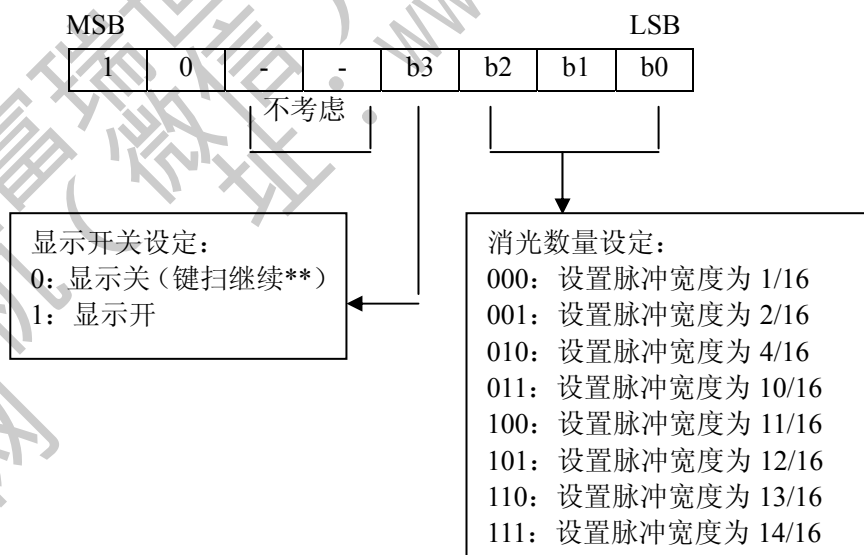 MSB LSB
1 0 - - b3 b2 b1 b0
不考虑
显示开关设定：
0：显示关（键扫继续**）
1：显示开
消光数量设定：
000：设置脉冲宽度为 1/16
001：设置脉冲宽度为 2/16
010：设置脉冲宽度为 4/16
011：设置脉冲宽度为 10/16
100：设置脉冲宽度为 11/16
101：设置脉冲宽度为 12/16
110：设置脉冲宽度为 13/16
111：设置脉冲宽度为 14/16